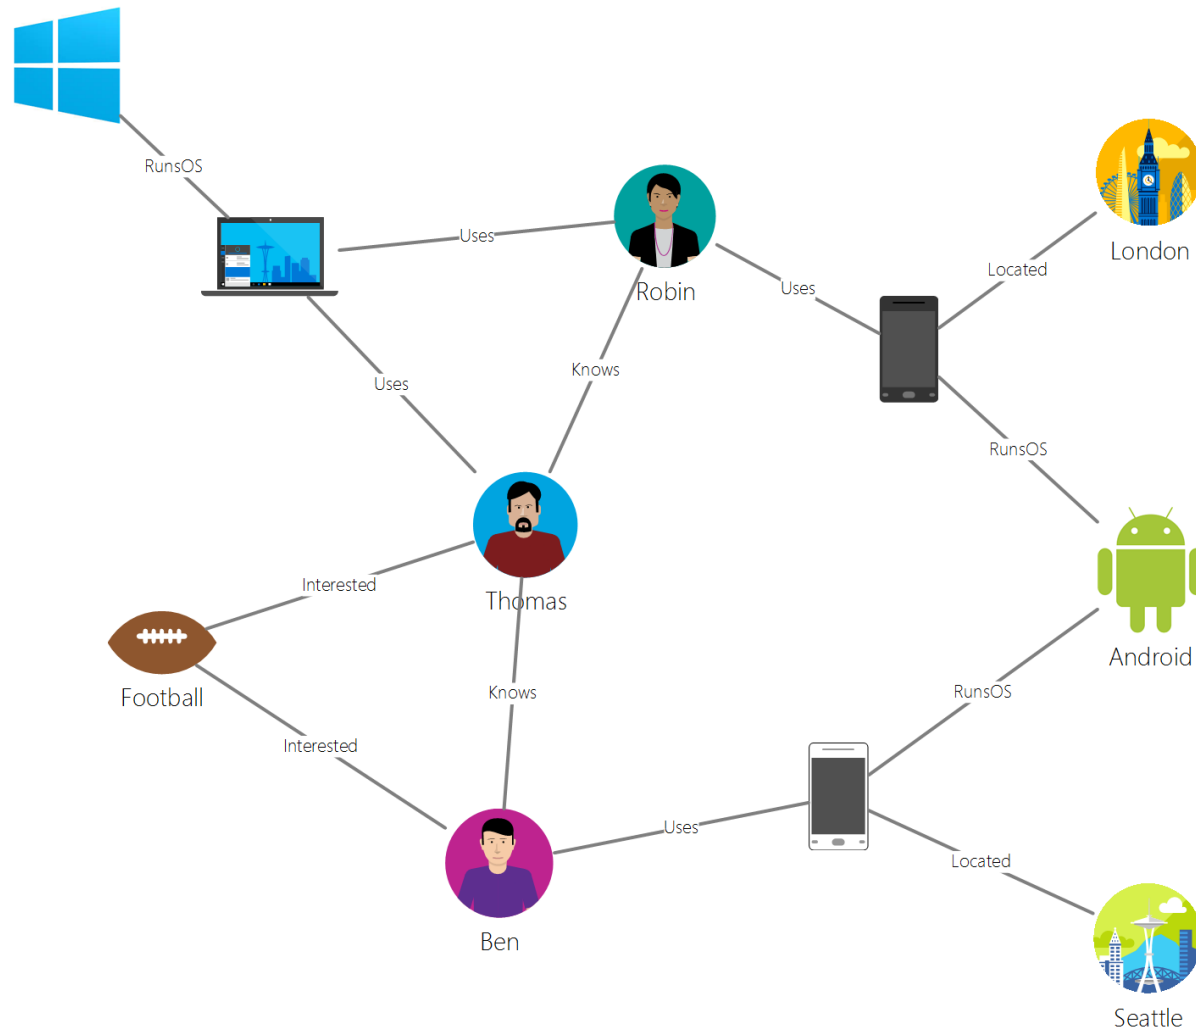 RunsOS
Uses
Robin
London
Located
Uses
Knows
Uses
RunsOS
Thomas
Interested
Android
Football
Knows
RunsOS
Interested
Uses
Located
Ben
Seattle